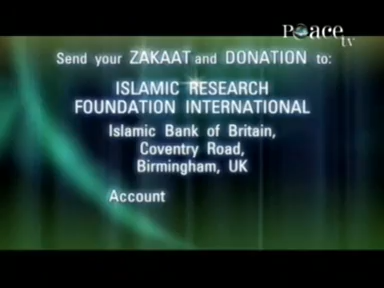 Peace tv
Send your ZAKAAT and DONATION to:
ISLAMIC RESEARCH
FOUNDATION INTERNATIONAL
Islamic Bank of Britain,
Coventry Road,
Birmingham, UK
Account